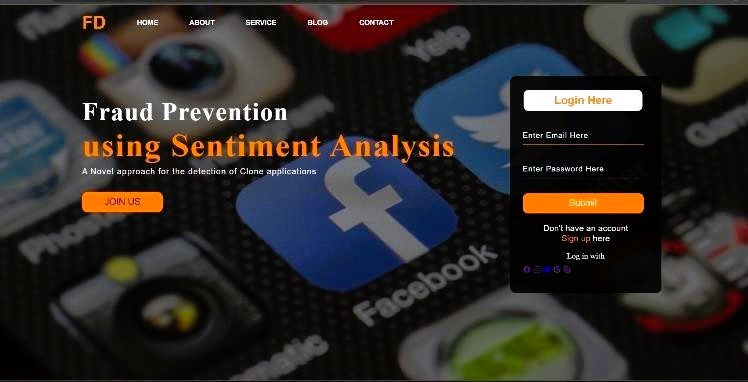 FD
HOME
ABOUT
SERVICE
BLOG
CONTACT
Yelp
Fraud Prevention
using Sentiment Analysis
A Novel approach for the detection of Clone applications
JOIN US
Facebook
Login Here
Enter Email Here
Enter Password Here
Submit
Don't have an account
Sign up here
Log in with